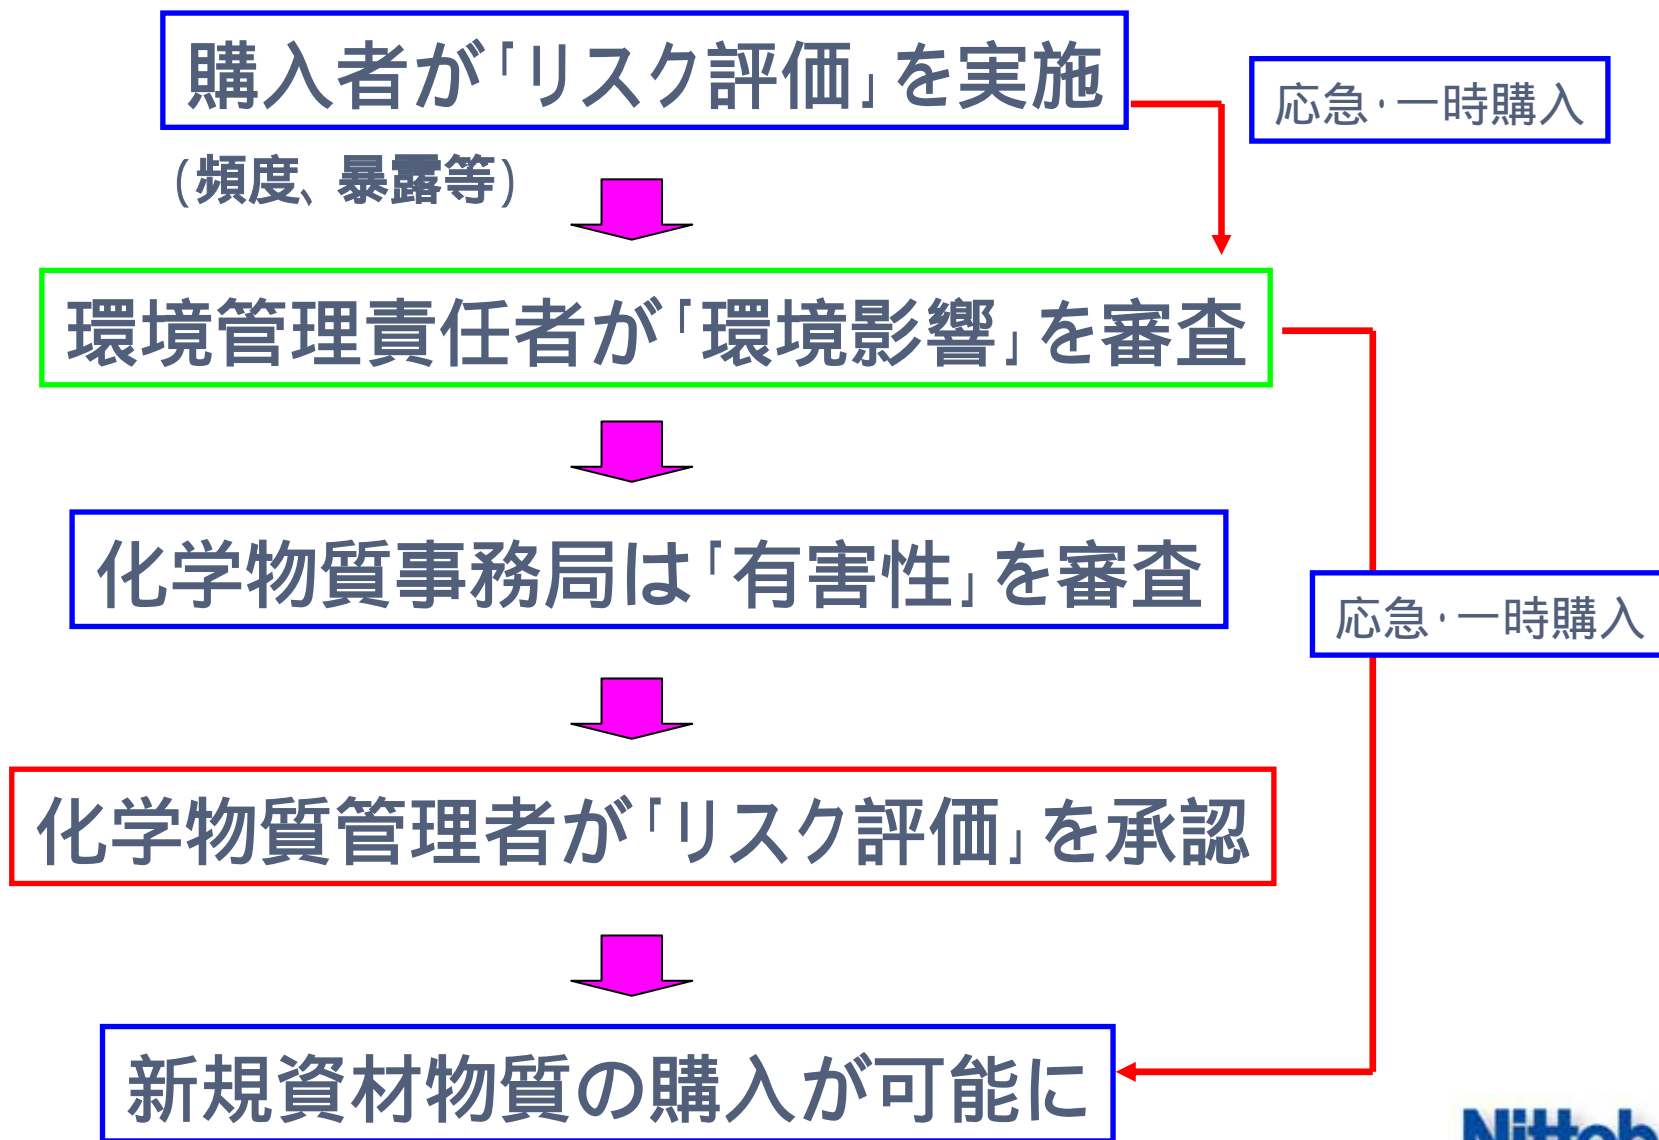 購入者が「リスク評価」を実施
応急・一時購入
(頻度、暴露等)
環境管理責任者が「環境影響」を審査
化学物質事務局は「有害性」を審査
応急・一時購入
化学物質管理者が「リスク評価」を承認
新規資材物質の購入が可能に